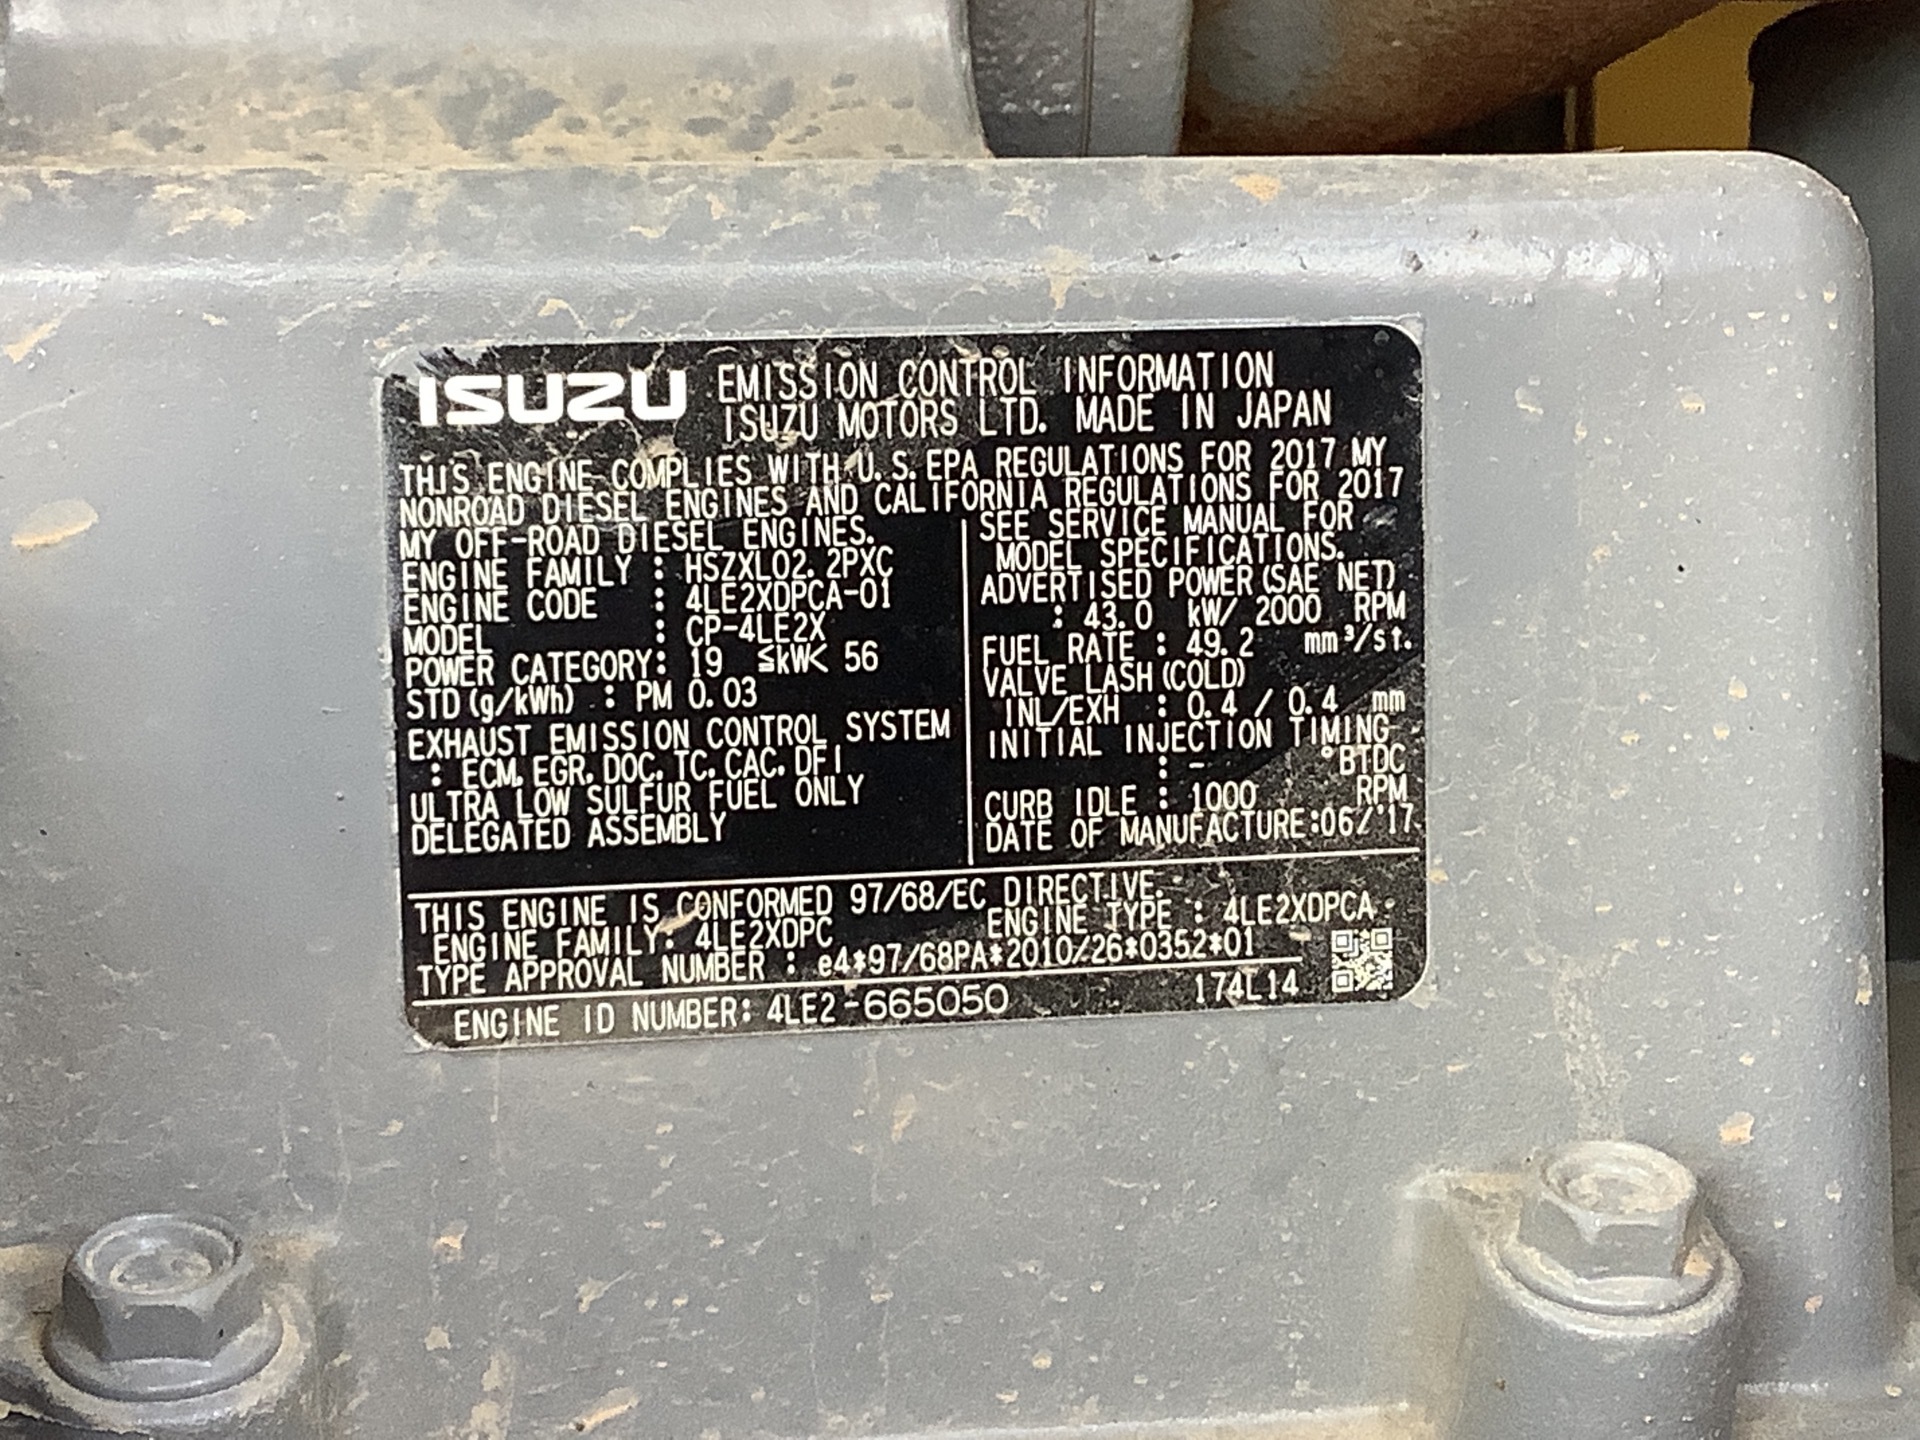 ISUZU EMISSION CONTROL INFORMATION
ISUZU MOTORS LTD. MADE IN JAPAN
THIS ENGINE COMPLIES WITH U.S.EPA REGULATIONS FOR 2017 MY
NONROAD DIESEL ENGINES AND CALIFORNIA REGULATIONS FOR 2017
MY OFF-ROAD DIESEL ENGINES.
ENGINE FAMILY : HSZXL02.2PXC
ENGINE CODE : 4LE2XDPCA-01
MODEL : CP-4LE2X
POWER CATEGORY: 19 ≦kW< 56
STD(g/kWh) : PM 0.03
EXHAUST EMISSION CONTROL SYSTEM
: ECM, EGR, DOC, TC, CAC, DFI
ULTRA LOW SULFUR FUEL ONLY
DELEGATED ASSEMBLY
SEE SERVICE MANUAL FOR
MODEL SPECIFICATIONS.
ADVERTISED POWER(SAE NET)
: 43.0 kW/ 2000 RPM
FUEL RATE : 49.2 mm³/st.
VALVE LASH(COLD)
INL/EXH : 0.4 / 0.4 mm
INITIAL INJECTION TIMING
: - °BTDC
CURB IDLE : 1000 RPM
DATE OF MANUFACTURE:06/'17
THIS ENGINE IS CONFORMED 97/68/EC DIRECTIVE.
ENGINE FAMILY: 4LE2XDPC ENGINE TYPE : 4LE2XDPCA
TYPE APPROVAL NUMBER : e4*97/68PA*2010/26*0352*01
ENGINE ID NUMBER: 4LE2-665050 174L14